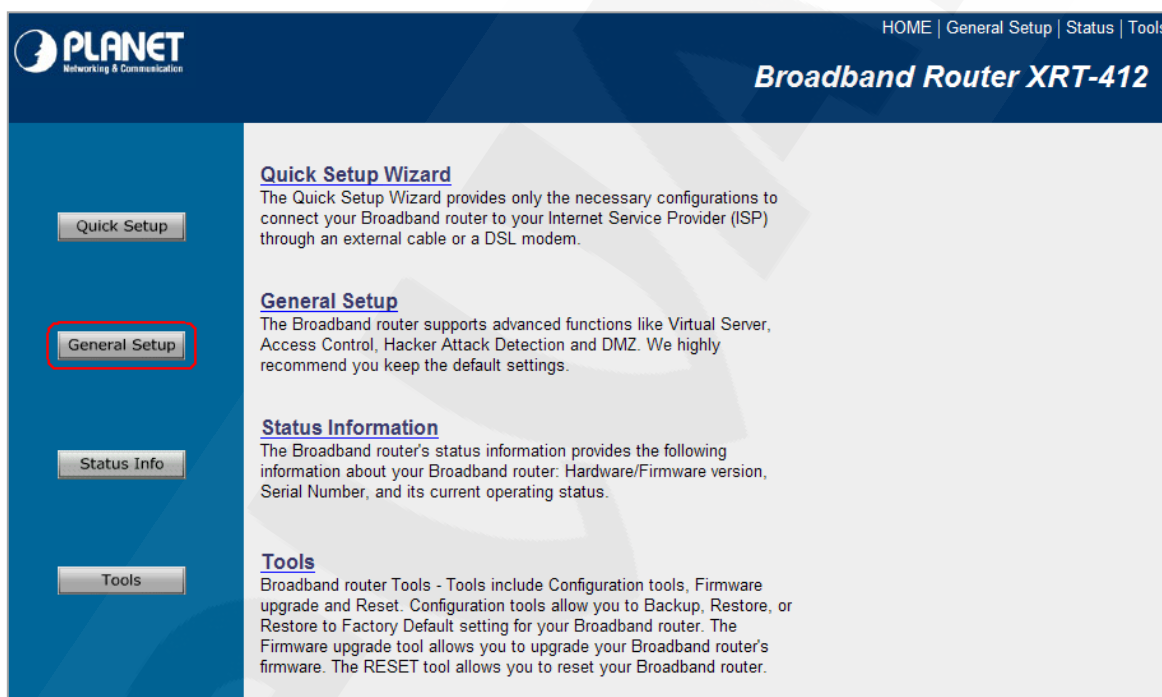 PLANET
Networking & Communication
HOME | General Setup | Status | Tools
Broadband Router XRT-412
Quick Setup
General Setup
Status Info
Tools
Quick Setup Wizard
The Quick Setup Wizard provides only the necessary configurations to
connect your Broadband router to your Internet Service Provider (ISP)
through an external cable or a DSL modem.
General Setup
The Broadband router supports advanced functions like Virtual Server,
Access Control, Hacker Attack Detection and DMZ. We highly
recommend you keep the default settings.
Status Information
The Broadband router's status information provides the following
information about your Broadband router: Hardware/Firmware version,
Serial Number, and its current operating status.
Tools
Broadband router Tools - Tools include Configuration tools, Firmware
upgrade and Reset. Configuration tools allow you to Backup, Restore, or
Restore to Factory Default setting for your Broadband router. The
Firmware upgrade tool allows you to upgrade your Broadband router's
firmware. The RESET tool allows you to reset your Broadband router.